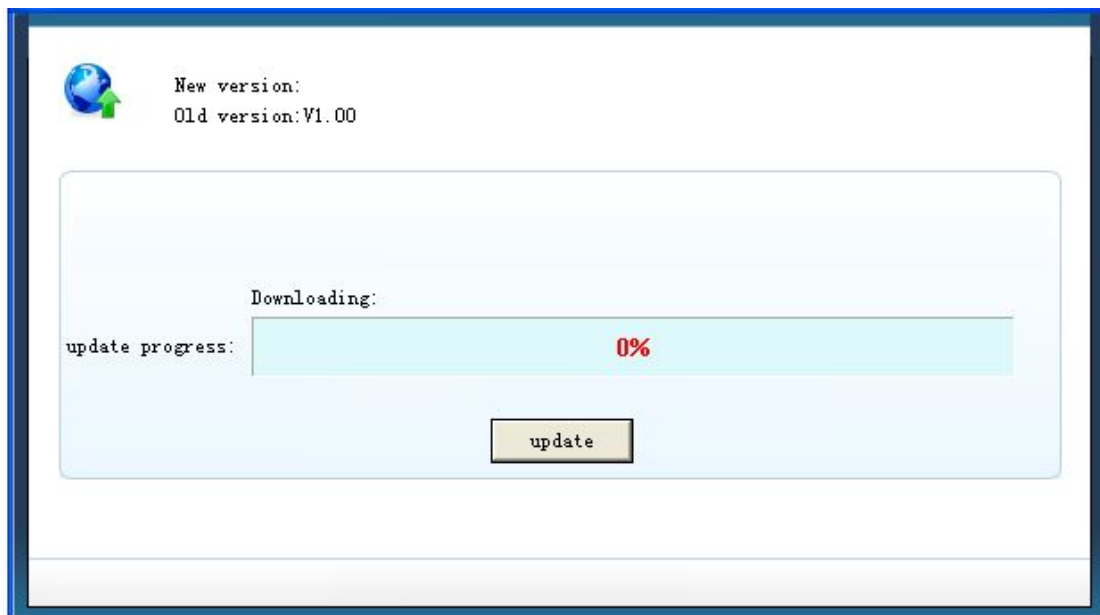 New version:
Old version:V1.00
Downloading:
update progress:
0%
update